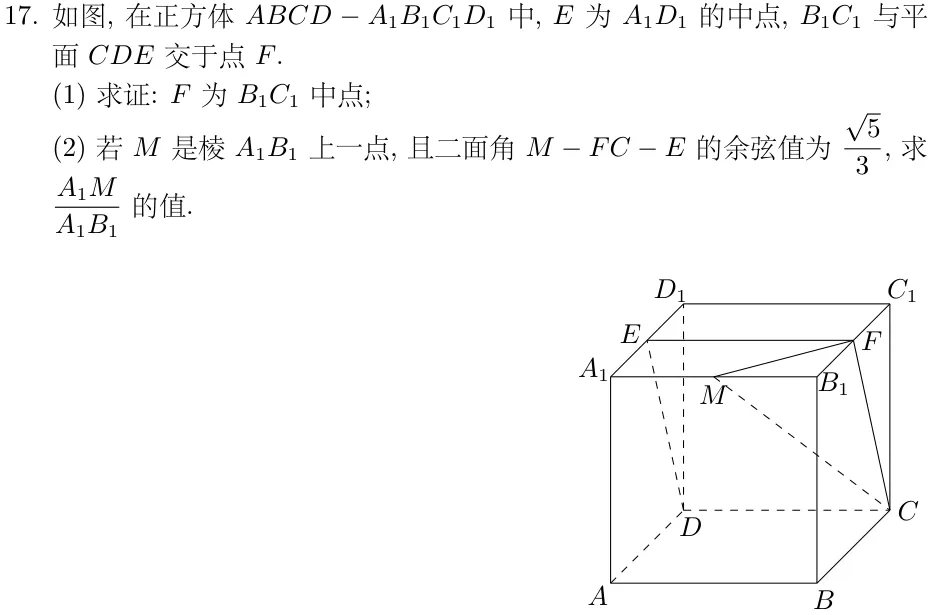 17. 如图, 在正方体 ABCD − A₁B₁C₁D₁ 中, E 为 A₁D₁ 的中点, B₁C₁ 与平
面 CDE 交于点 F.
(1) 求证: F 为 B₁C₁ 中点;
(2) 若 M 是棱 A₁B₁ 上一点, 且二面角 M − FC − E 的余弦值为 √5/3, 求
A₁M/A₁B₁ 的值.
D₁ C₁
E F
A₁ M B₁
D C
A B